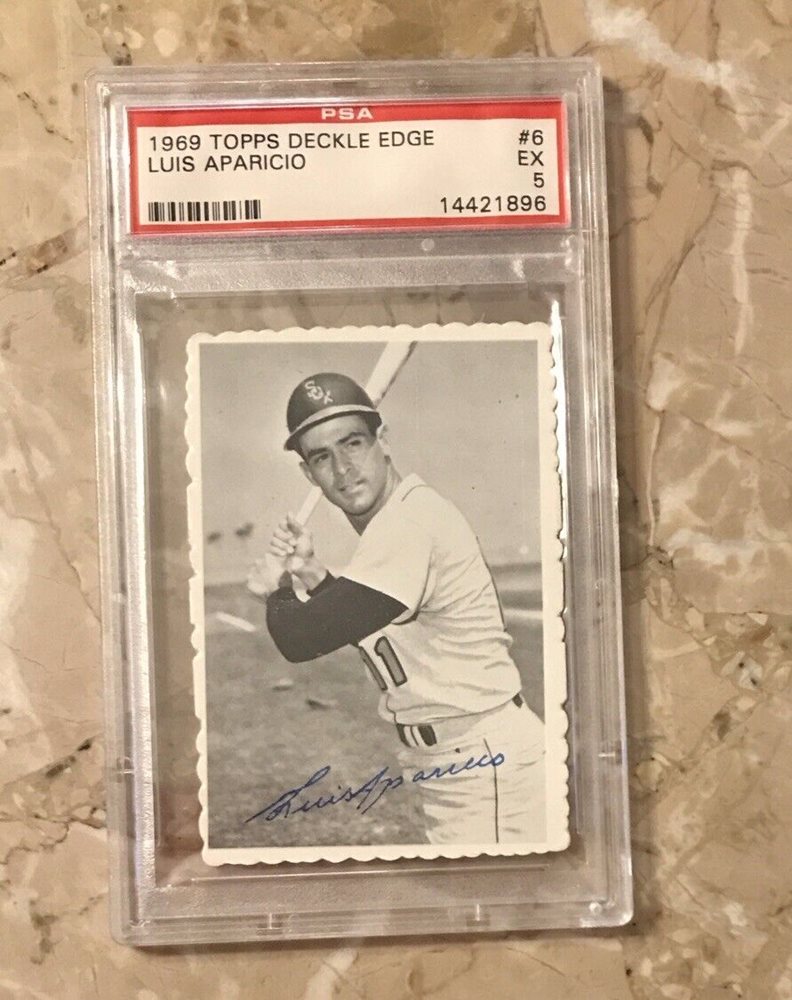 PSA
1969 TOPPS DECKLE EDGE #6
LUIS APARICIO EX
5
14421896
SOX
11
Luis Aparicio